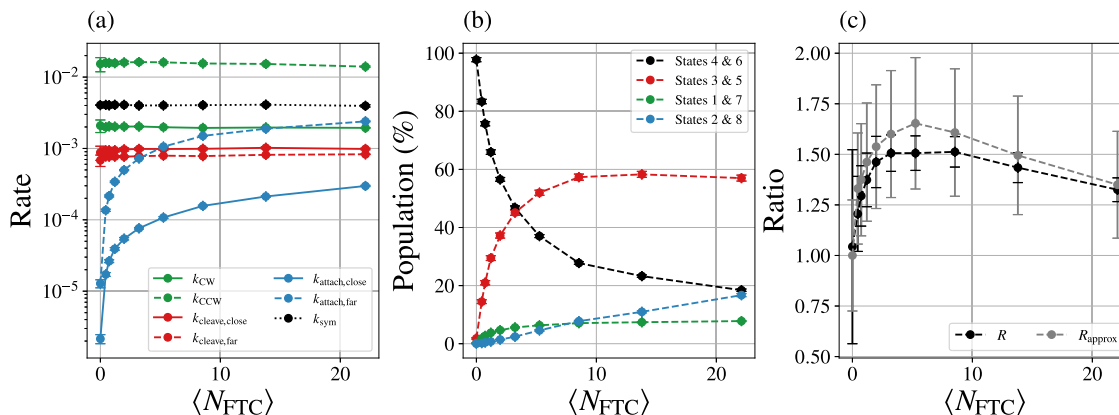 (a)
Rate
10⁻²
10⁻³
10⁻⁴
10⁻⁵
k_CW
k_CCW
k_cleave,close
k_cleave,far
k_attach,close
k_attach,far
k_sym
0
10
20
⟨N_FTC⟩
(b)
Population (%)
100
80
60
40
20
0
States 4 & 6
States 3 & 5
States 1 & 7
States 2 & 8
0
10
20
⟨N_FTC⟩
(c)
Ratio
2.00
1.75
1.50
1.25
1.00
0.75
0.50
R
R_approx
0
10
20
⟨N_FTC⟩